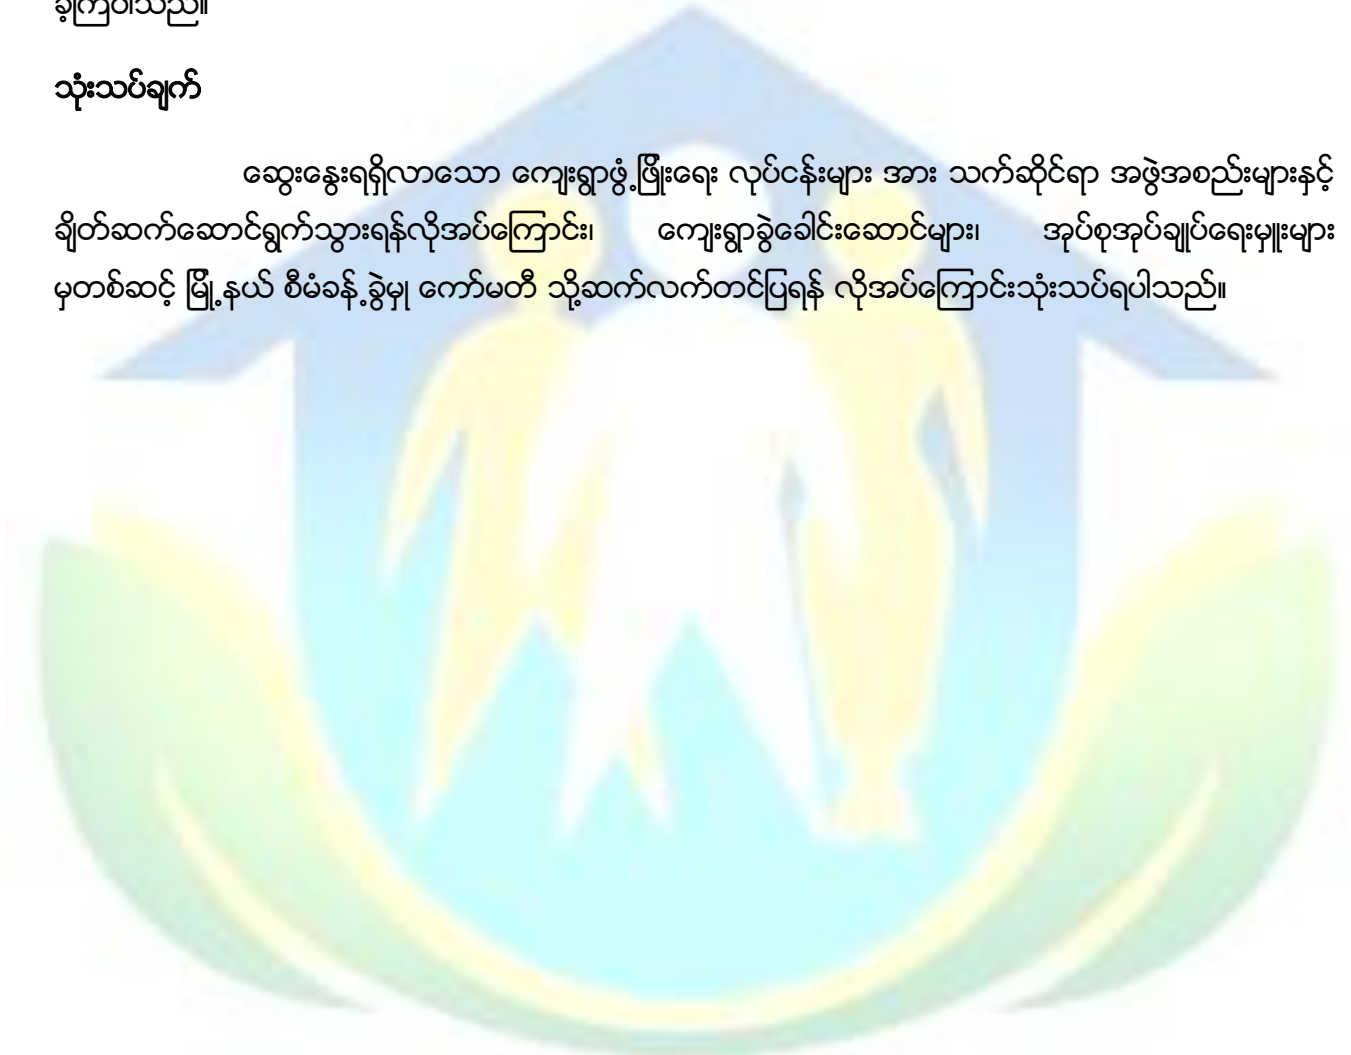 ခဲ့ကြပါသည်။
သုံးသပ်ချက်
ဆွေးနွေးရရှိလာသော ကျေးရွာဖွံ့ဖြိုးရေး လုပ်ငန်းများ အား သက်ဆိုင်ရာ အဖွဲအစည်းများနှင့်
ချိတ်ဆက်ဆောင်ရွက်သွားရန်လိုအပ်ကြောင်း၊ ကျေးရွာခွဲခေါင်းဆောင်များ၊ အုပ်စုအုပ်ချုပ်ရေးမှူးများ
မှတစ်ဆင့် မြို့နယ် စီမံခန့်ခွဲမှု ကော်မတီ သို့ဆက်လက်တင်ပြရန် လိုအပ်ကြောင်းသုံးသပ်ရပါသည်။